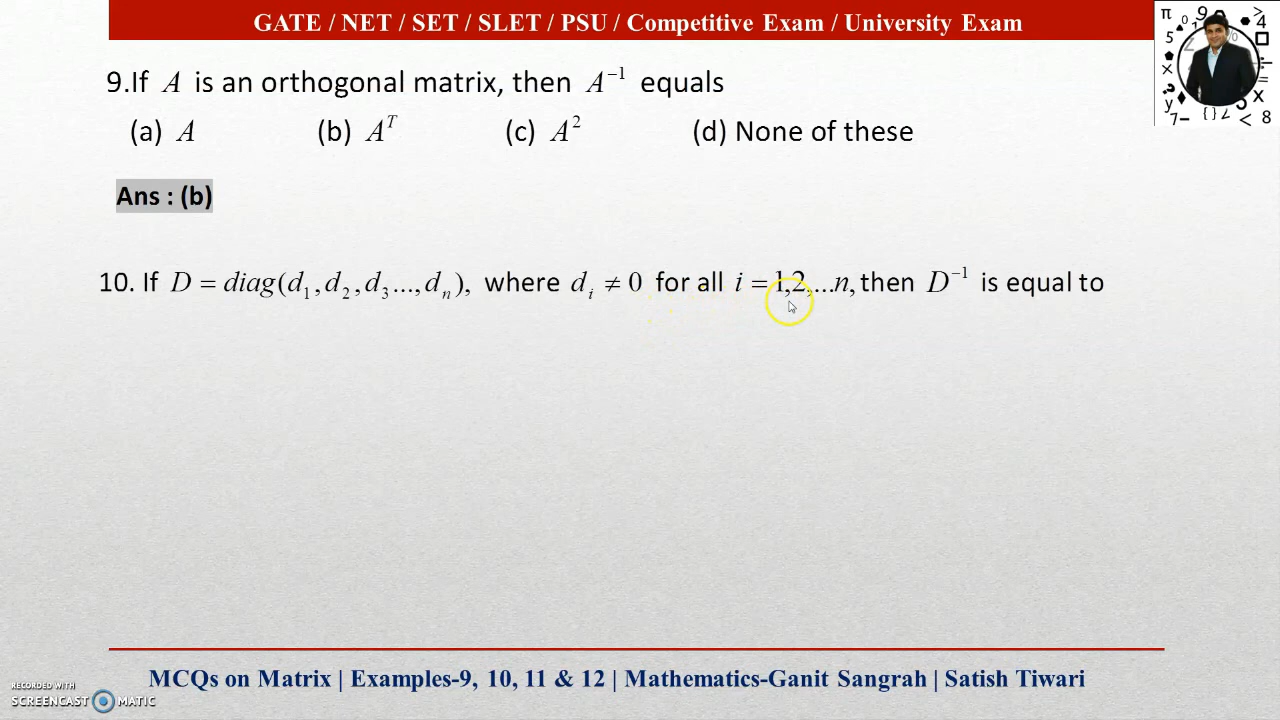 GATE / NET / SET / SLET / PSU / Competitive Exam / University Exam
9.If A is an orthogonal matrix, then A⁻¹ equals
(a) A (b) Aᵀ (c) A² (d) None of these
Ans : (b)
10. If D = diag(d₁, d₂, d₃..., dₙ), where dᵢ ≠ 0 for all i = 1,2,...n, then D⁻¹ is equal to
MCQs on Matrix | Examples-9, 10, 11 & 12 | Mathematics-Ganit Sangrah | Satish Tiwari
RECORDED WITH
SCREENCAST MATIC